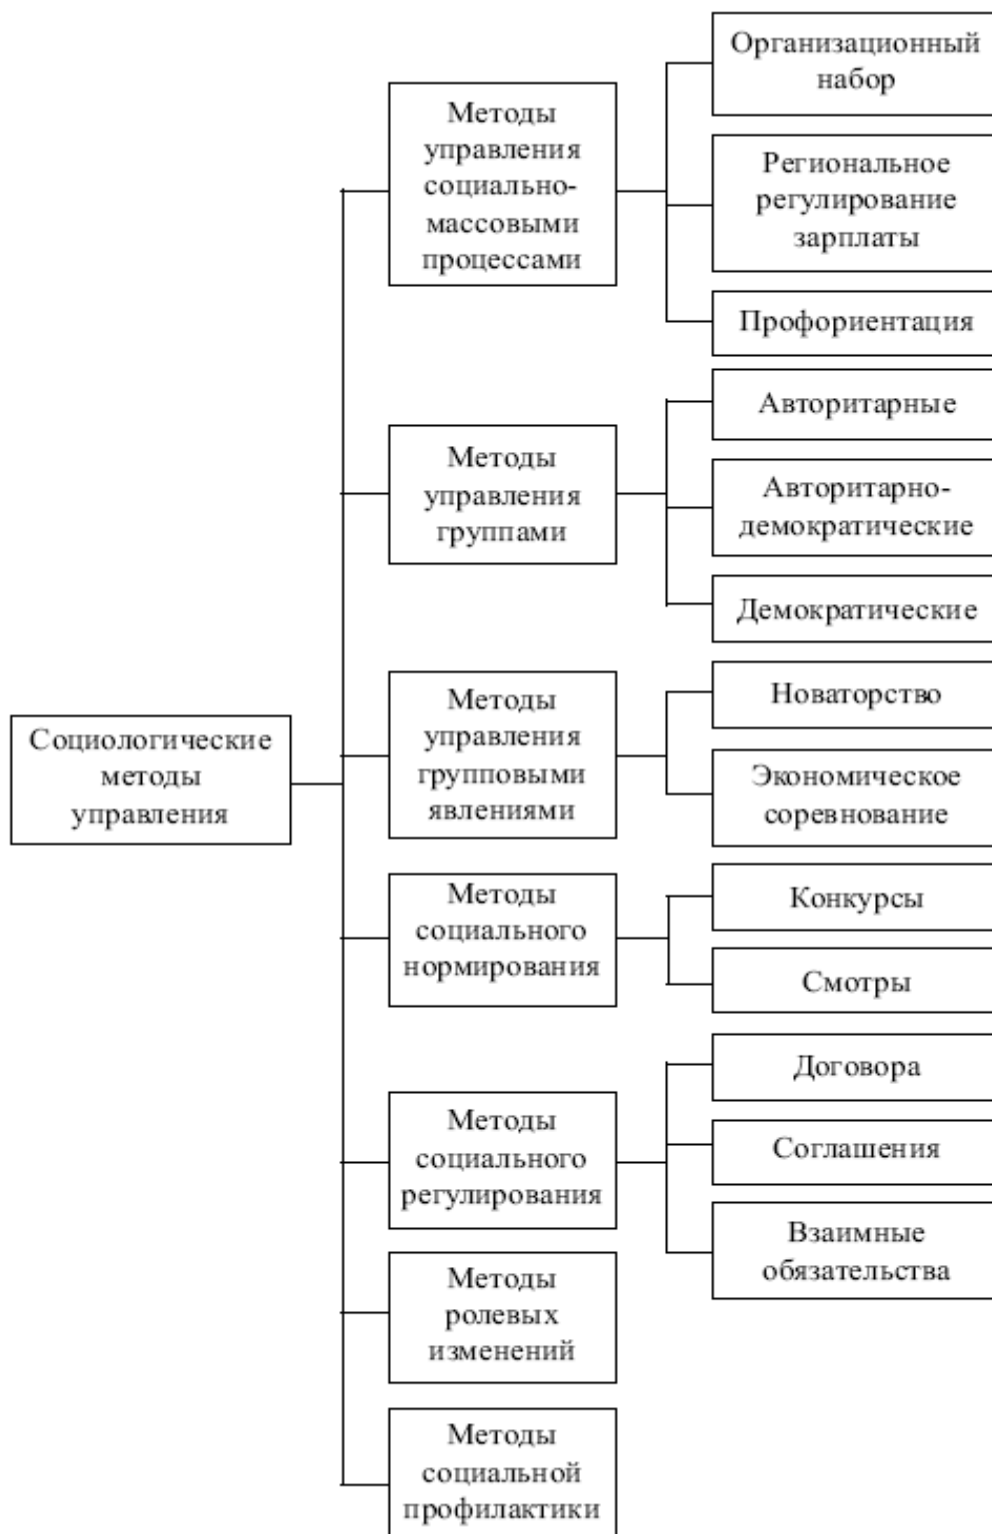 Социологические
методы
управления
Методы
управления
социально-
массовыми
процессами
Организационный
набор
Региональное
регулирование
зарплаты
Профориентация
Методы
управления
группами
Авторитарные
Авторитарно-
демократические
Демократические
Методы
управления
групповыми
явлениями
Новаторство
Экономическое
соревнование
Методы
социального
нормирования
Конкурсы
Смотры
Методы
социального
регулирования
Договора
Соглашения
Взаимные
обязательства
Методы
ролевых
изменений
Методы
социальной
профилактики